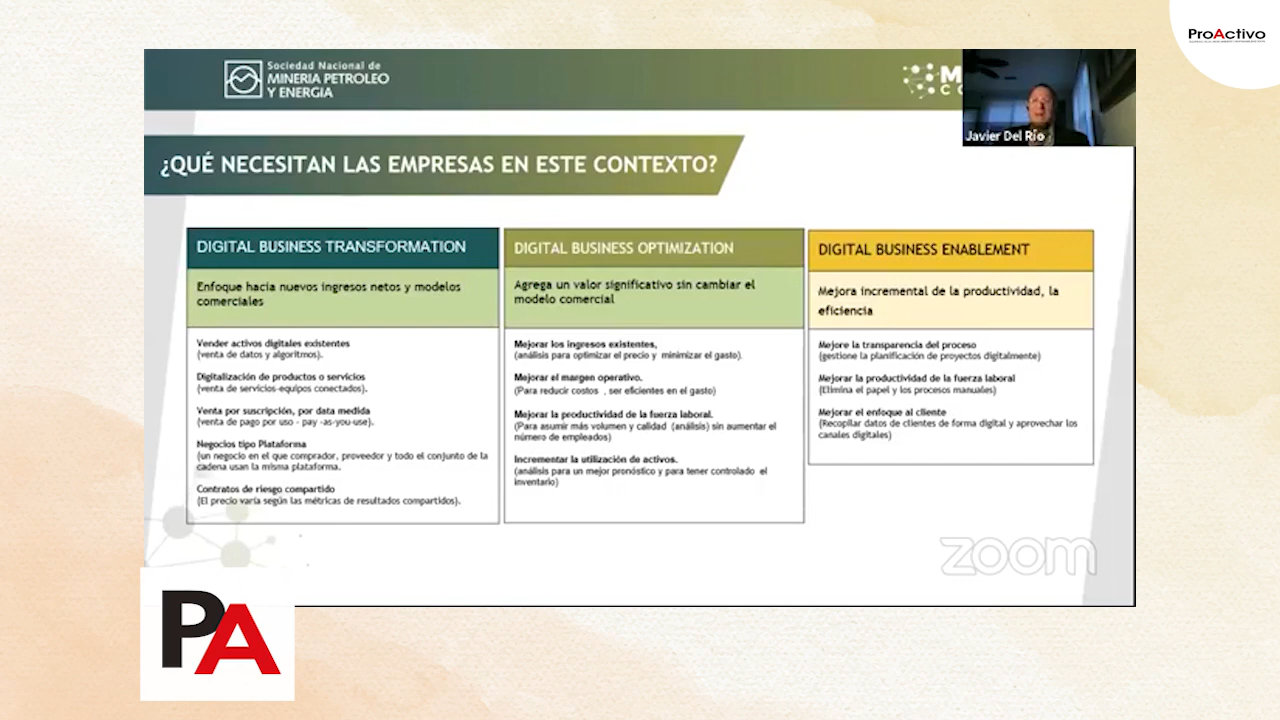 ProActivo
Sociedad Nacional de
MINERIA PETROLEO
Y ENERGIA
Javier Del Río
¿QUÉ NECESITAN LAS EMPRESAS EN ESTE CONTEXTO?
DIGITAL BUSINESS TRANSFORMATION
Enfoque hacia nuevos ingresos netos y modelos
comerciales
Vender activos digitales existentes
(venta de datos y algoritmos).
Digitalización de productos o servicios
(venta de servicios-equipos conectados).
Venta por suscripción, por data medida
(venta de pago por uso - pay -as-you-use).
Negocios tipo Plataforma
(un negocio en el que comprador, proveedor y todo el conjunto de la
cadena usan la misma plataforma.
Contratos de riesgo compartido
(El precio varía según las métricas de resultados compartidos).
DIGITAL BUSINESS OPTIMIZATION
Agrega un valor significativo sin cambiar el
modelo comercial
Mejorar los ingresos existentes,
(análisis para optimizar el precio y minimizar el gasto).
Mejorar el margen operativo.
(Para reducir costos , ser eficientes en el gasto)
Mejorar la productividad de la fuerza laboral.
(Para asumir más volumen y calidad (análisis) sin aumentar el
número de empleados)
Incrementar la utilización de activos.
(análisis para un mejor pronóstico y para tener controlado el
inventario)
DIGITAL BUSINESS ENABLEMENT
Mejora incremental de la productividad, la
eficiencia
Mejore la transparencia del proceso
(gestione la planificación de proyectos digitalmente)
Mejorar la productividad de la fuerza laboral
(Elimina el papel y los procesos manuales)
Mejorar el enfoque al cliente
(Recopilar datos de clientes de forma digital y aprovechar los
canales digitales)
zoom
PA